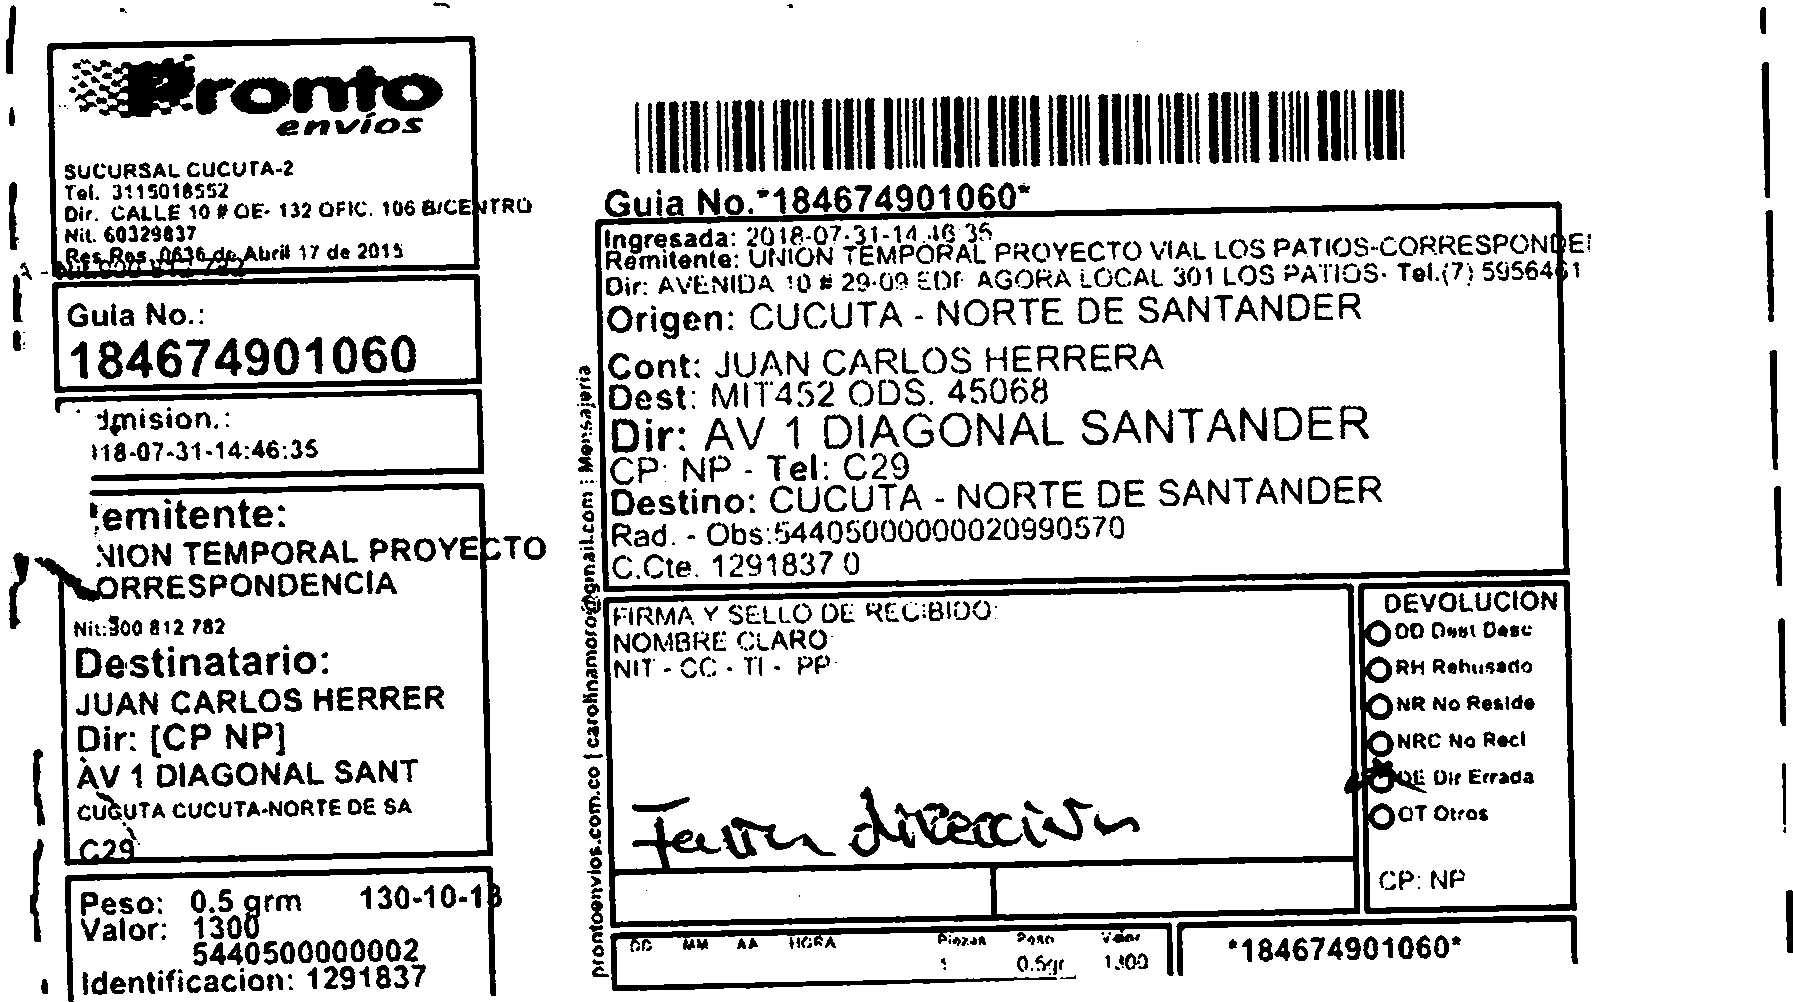 Pronto
envíos
SUCURSAL CUCUTA-2
Tel. 3115018552
Dir. CALLE 10 # OE- 132 OFIC. 106 B/CENTRO
Nit. 60329837
Res Res. 0636 de Abril 17 de 2015
Guia No.:
184674901060
dmision.:
118-07-31-14:46:35
emitente:
NION TEMPORAL PROYECTO
ORRESPONDENCIA
Nit:900 812 782
Destinatario:
JUAN CARLOS HERRER
Dir: [CP NP]
AV 1 DIAGONAL SANT
CUCUTA CUCUTA-NORTE DE SA
C29
Peso: 0.5 grm 130-10-18
Valor: 1300
5440500000002
Identificacion: 1291837
prontoenvios.com.co | carolinamoro@gmail.com : Mensajeria
Guia No.*184674901060*
Ingresada: 2018-07-31-14:46:35
Remitente: UNION TEMPORAL PROYECTO VIAL LOS PATIOS-CORRESPONDE
Dir: AVENIDA 10 # 29-09 EDF AGORA LOCAL 301 LOS PATIOS- Tel.(7) 5956461
Origen: CUCUTA - NORTE DE SANTANDER
Cont: JUAN CARLOS HERRERA
Dest: MIT452 ODS. 45068
Dir: AV 1 DIAGONAL SANTANDER
CP: NP - Tel: C29
Destino: CUCUTA - NORTE DE SANTANDER
Rad. - Obs:54405000000020990570
C.Cte. 1291837 0
FIRMA Y SELLO DE RECIBIDO:
NOMBRE CLARO
NIT - CC - TI - PP
dirección
DEVOLUCION
DD Dest Desc
RH Rehusado
NR No Reside
NRC No Recl
DE Dir Errada
OT Otros
CP: NP
DD MM AA HORA Piezas Peso Valor
1 0.5gr 1300
*184674901060*